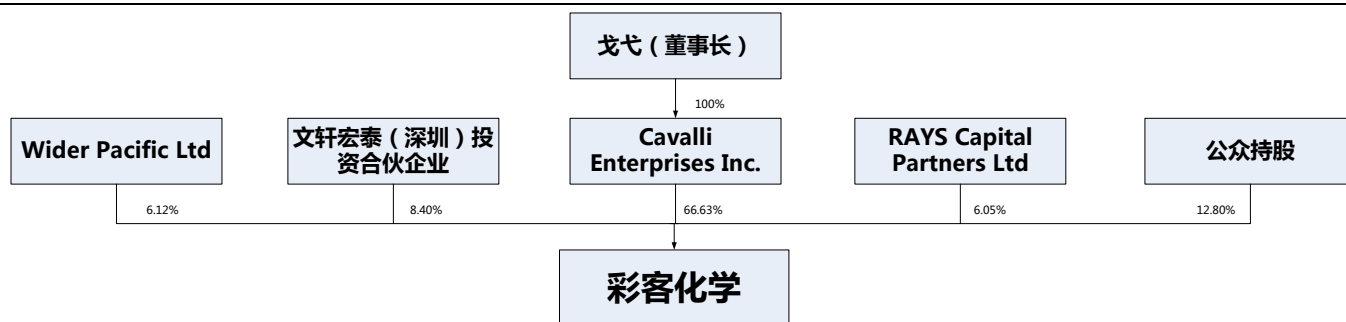 戈弋（董事长）
100%
Wider Pacific Ltd
文轩宏泰（深圳）投
资合伙企业
Cavalli
Enterprises Inc.
RAYS Capital
Partners Ltd
公众持股
6.12%
8.40%
66.63%
6.05%
12.80%
彩客化学